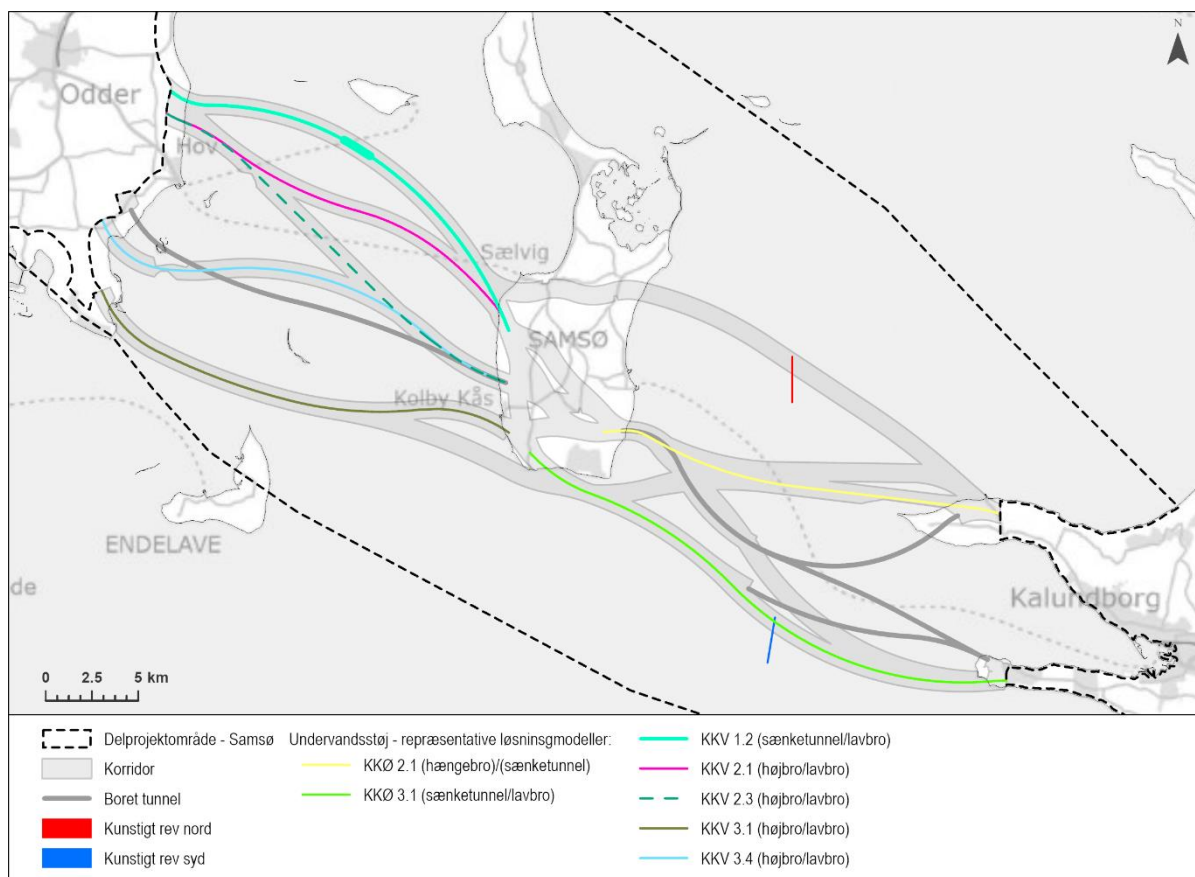 N
Odder
Hov
Sælvig
SAMSØ
Kolby Kås
ENDELAVE
de
Kalundborg
0 2.5 5 km
Delprojektområde - Samsø
Korridor
Boret tunnel
Kunstigt rev nord
Kunstigt rev syd
Undervandsstøj - repræsentative løsninsgmodeller:
KKØ 2.1 (hængebro)/(sænketunnel)
KKØ 3.1 (sænketunnel/lavbro)
KKV 1.2 (sænketunnel/lavbro)
KKV 2.1 (højbro/lavbro)
KKV 2.3 (højbro/lavbro)
KKV 3.1 (højbro/lavbro)
KKV 3.4 (højbro/lavbro)